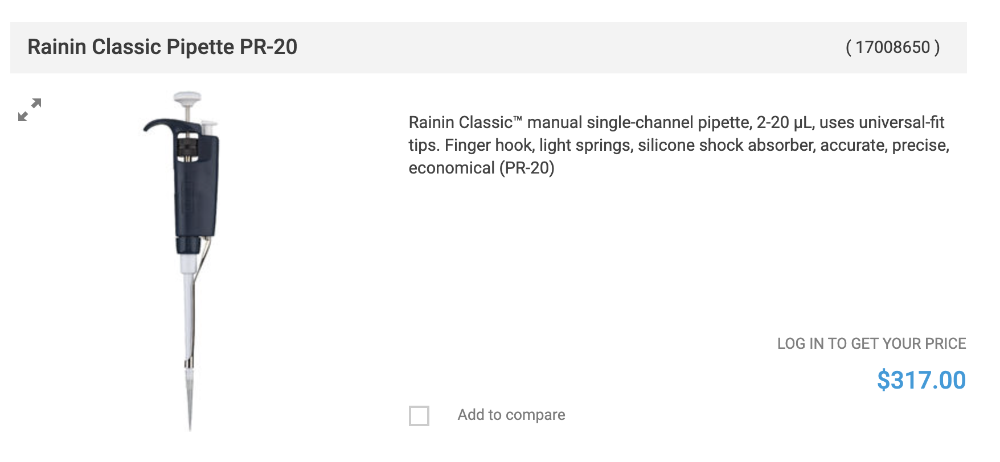 Rainin Classic Pipette PR-20
( 17008650 )
Rainin Classic™ manual single-channel pipette, 2-20 µL, uses universal-fit
tips. Finger hook, light springs, silicone shock absorber, accurate, precise,
economical (PR-20)
LOG IN TO GET YOUR PRICE
$317.00
Add to compare